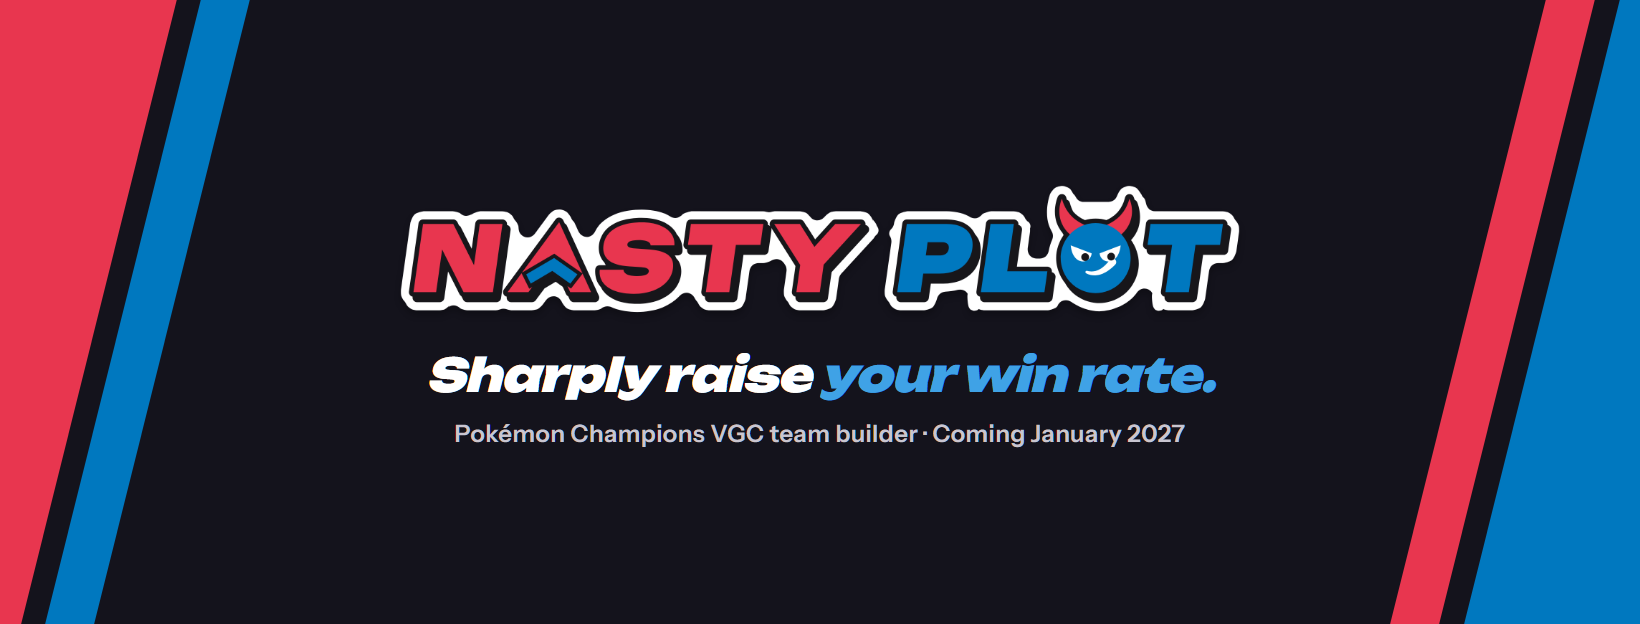 NASTY PLOT
Sharply raise your win rate.
Pokémon Champions VGC team builder · Coming January 2027